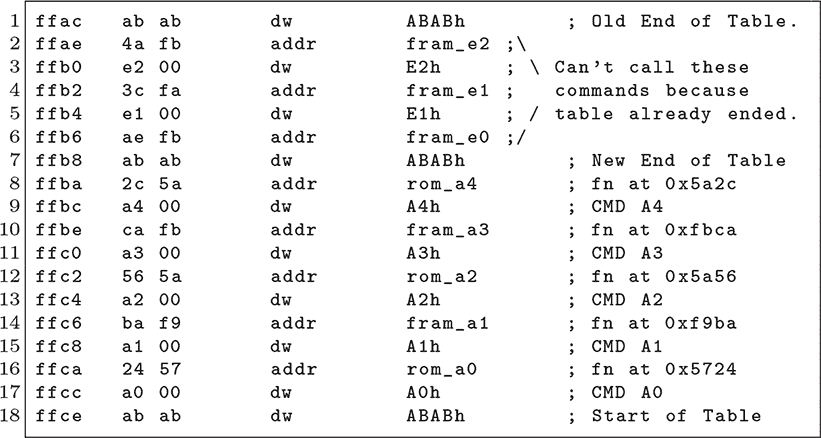 1 ffac ab ab dw ABABh ; Old End of Table.
2 ffae 4a fb addr fram_e2 ;\
3 ffb0 e2 00 dw E2h ; \ Can't call these
4 ffb2 3c fa addr fram_e1 ; commands because
5 ffb4 e1 00 dw E1h ; / table already ended.
6 ffb6 ae fb addr fram_e0 ;/
7 ffb8 ab ab dw ABABh ; New End of Table
8 ffba 2c 5a addr rom_a4 ; fn at 0x5a2c
9 ffbc a4 00 dw A4h ; CMD A4
10 ffbe ca fb addr fram_a3 ; fn at 0xfbca
11 ffc0 a3 00 dw A3h ; CMD A3
12 ffc2 56 5a addr rom_a2 ; fn at 0x5a56
13 ffc4 a2 00 dw A2h ; CMD A2
14 ffc6 ba f9 addr fram_a1 ; fn at 0xf9ba
15 ffc8 a1 00 dw A1h ; CMD A1
16 ffca 24 57 addr rom_a0 ; fn at 0x5724
17 ffcc a0 00 dw A0h ; CMD A0
18 ffce ab ab dw ABABh ; Start of Table